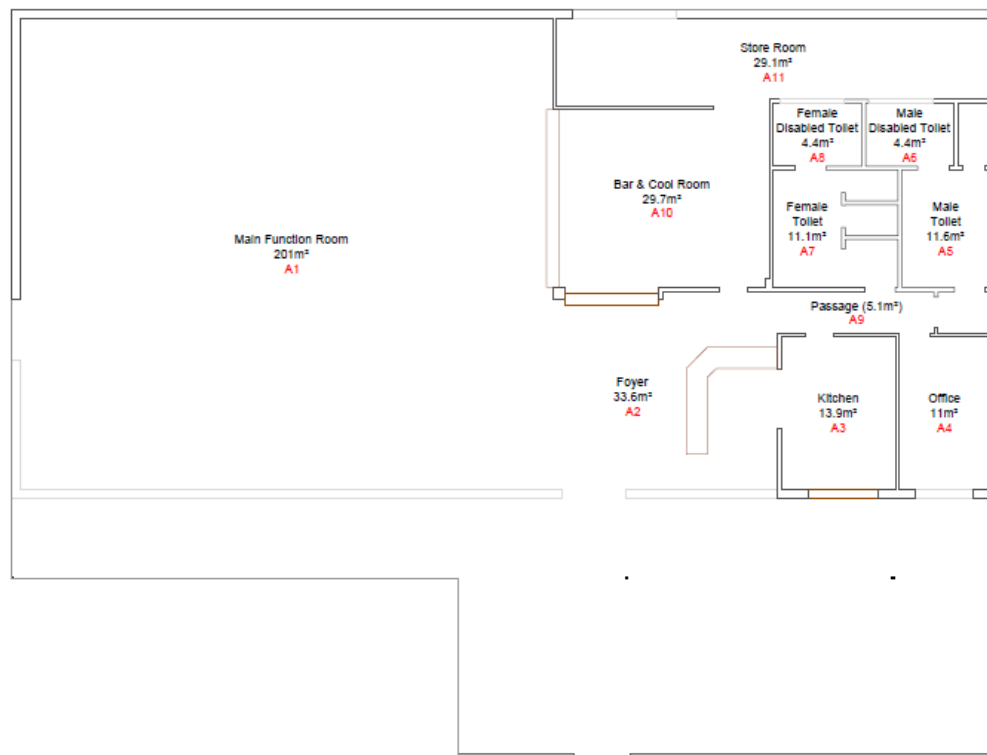 Store Room
29.1m²
A11
Female
Disabled Toilet
4.4m²
A8
Male
Disabled Toilet
4.4m²
A6
Bar & Cool Room
29.7m²
A10
Female
Toilet
11.1m²
A7
Male
Toilet
11.6m²
A5
Main Function Room
201m²
A1
Passage (5.1m²)
A9
Foyer
33.6m²
A2
Kitchen
13.9m²
A3
Office
11m²
A4